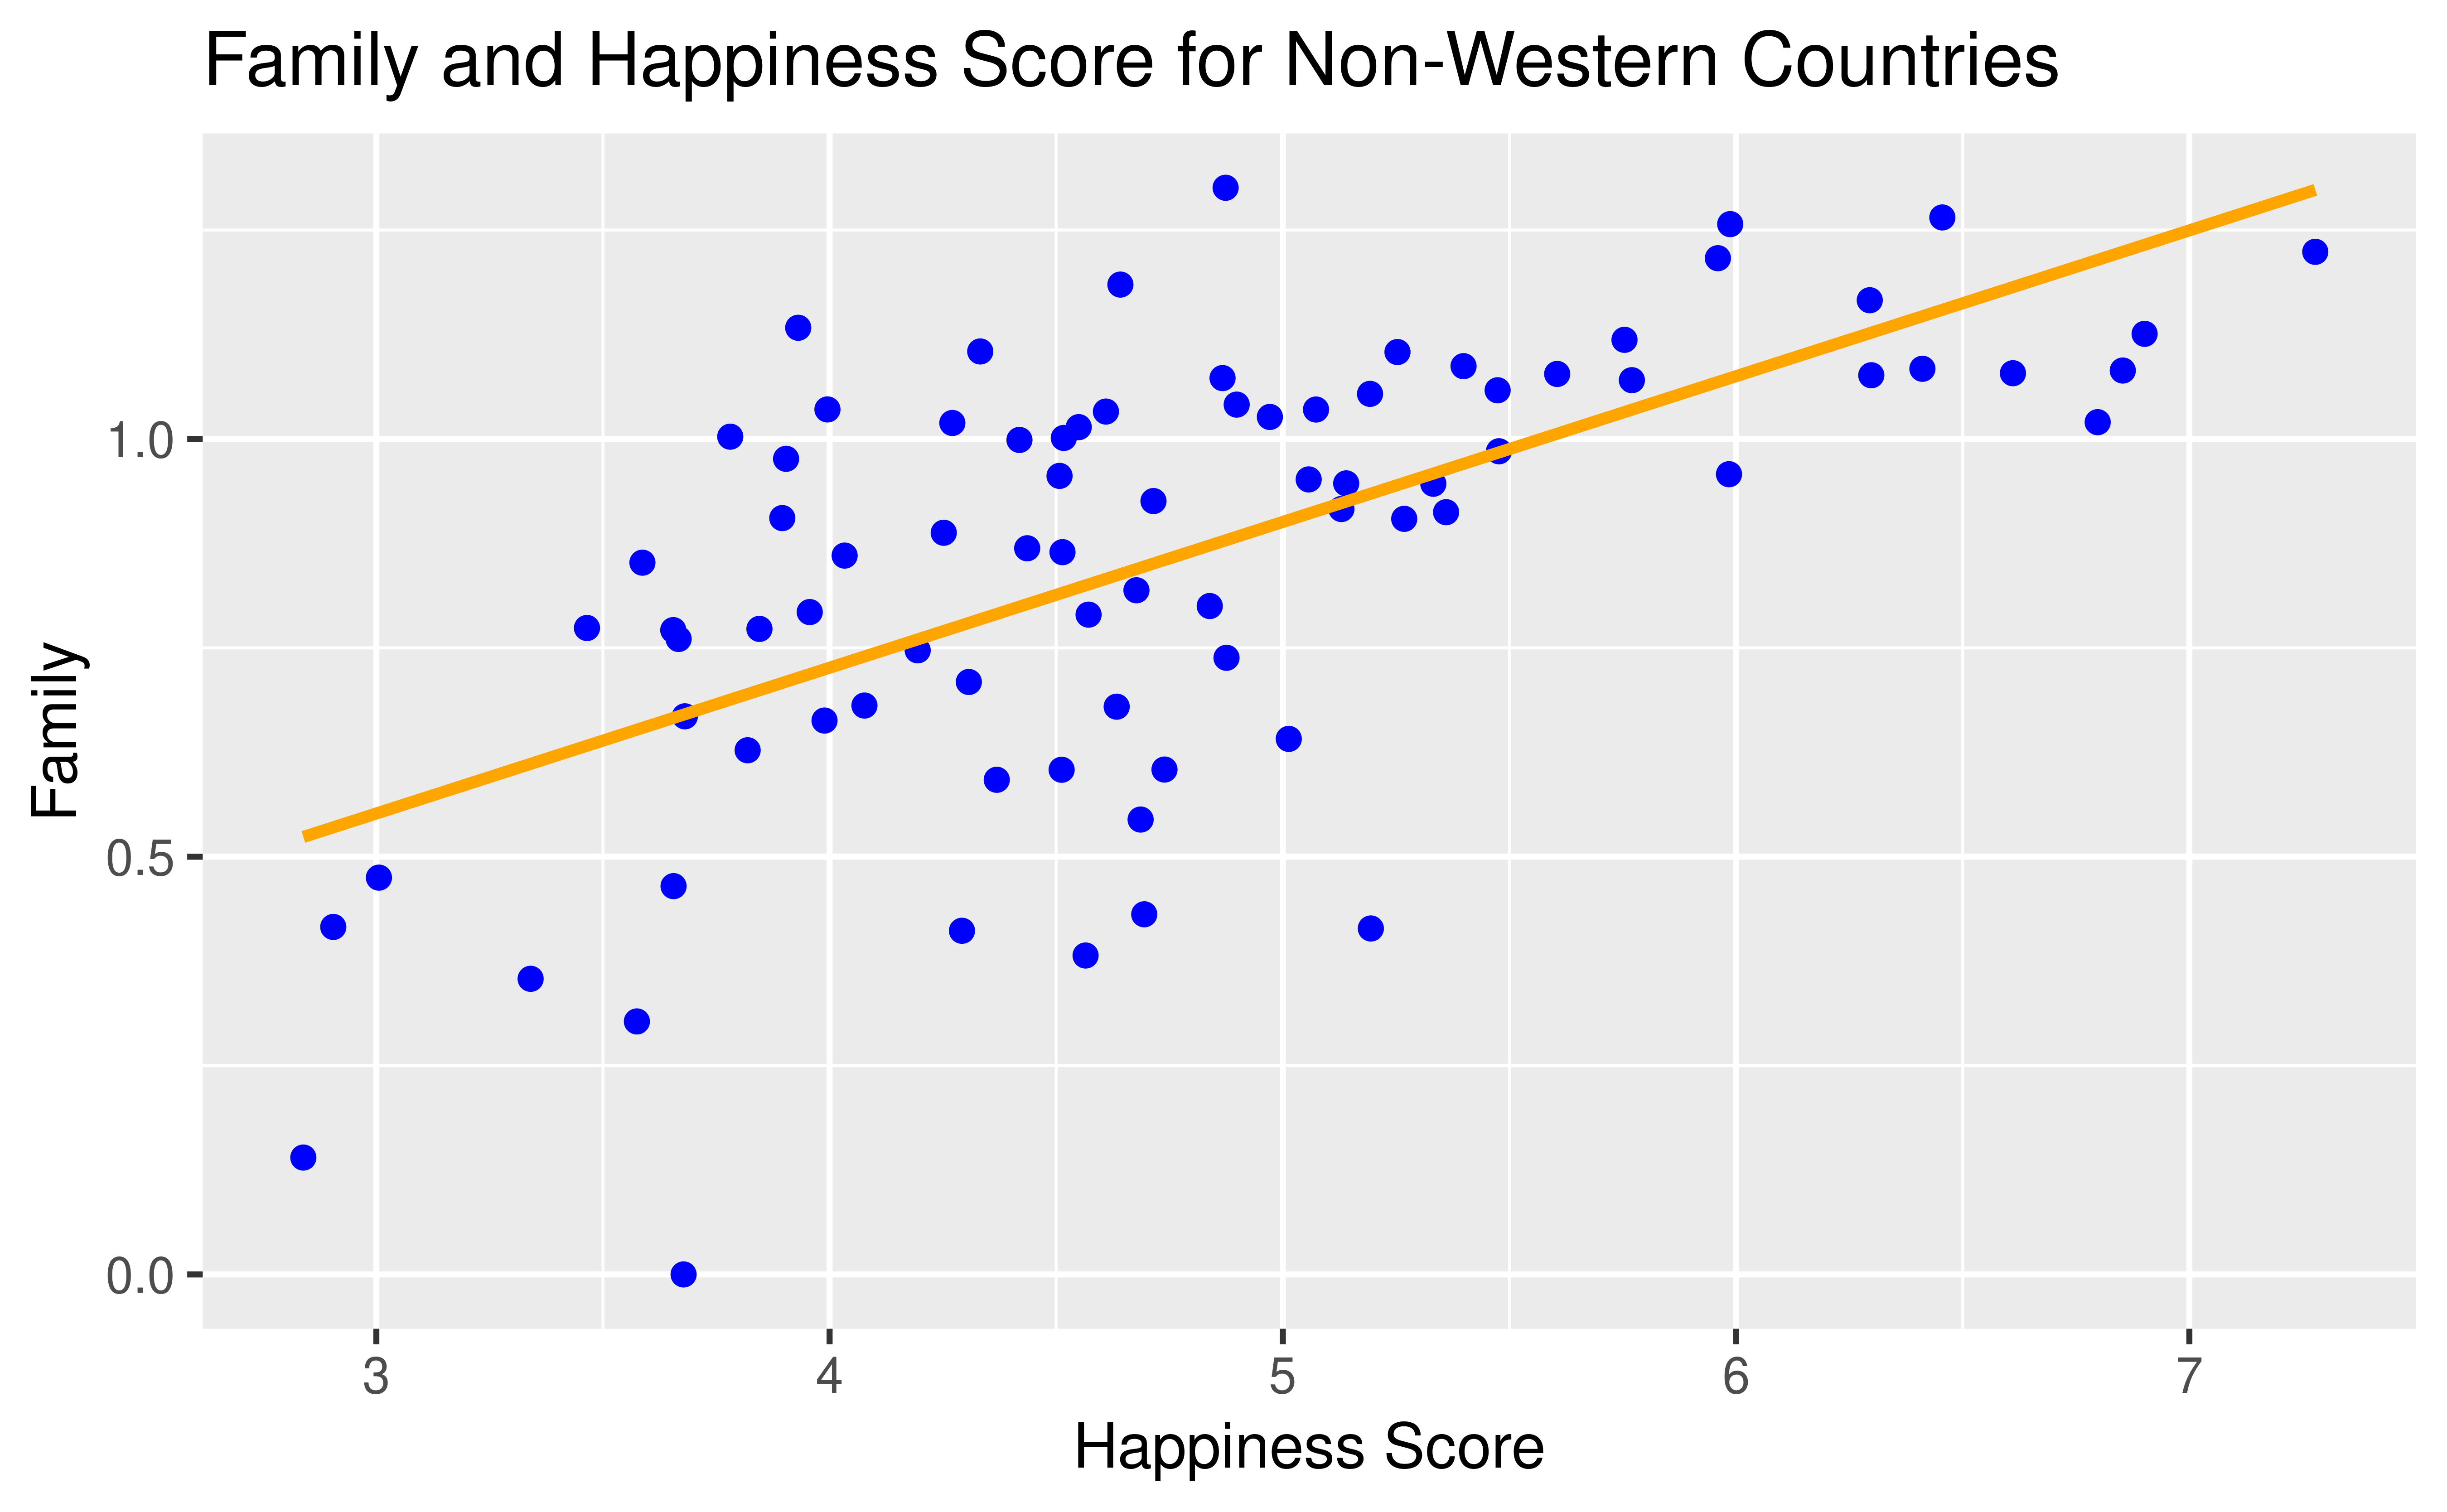 Family and Happiness Score for Non-Western Countries
Family
1.0
0.5
0.0
3 4 5 6 7
Happiness Score